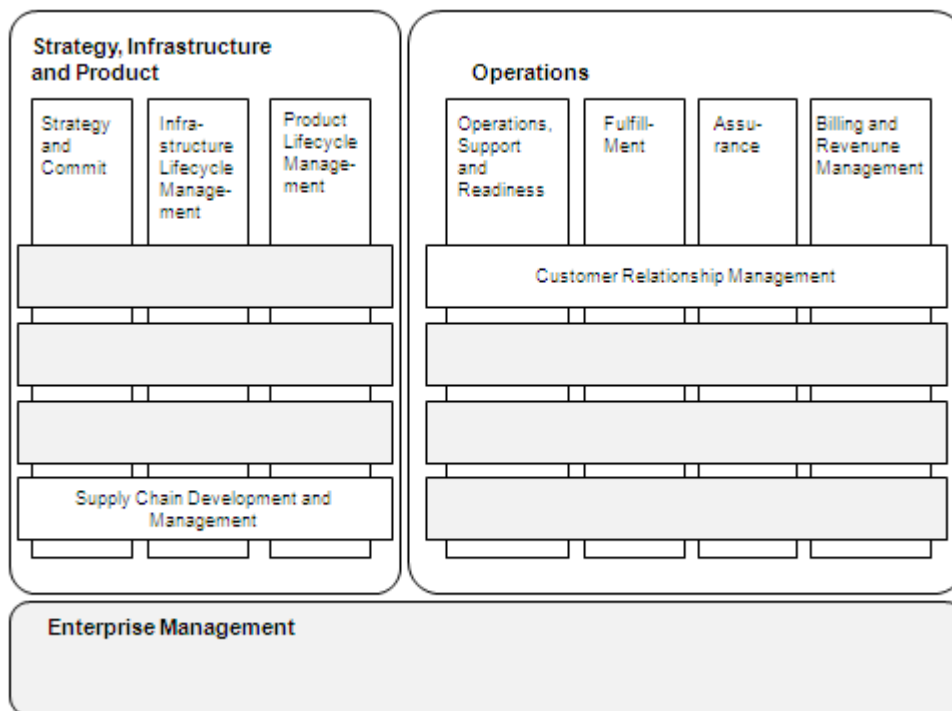 Strategy, Infrastructure
and Product
Operations
Strategy
and
Commit
Infra-
structure
Lifecycle
Manage-
ment
Product
Lifecycle
Manage-
ment
Operations,
Support
and
Readiness
Fulfill-
Ment
Assu-
rance
Billing and
Revenune
Management
Customer Relationship Management
Supply Chain Development and
Management
Enterprise Management